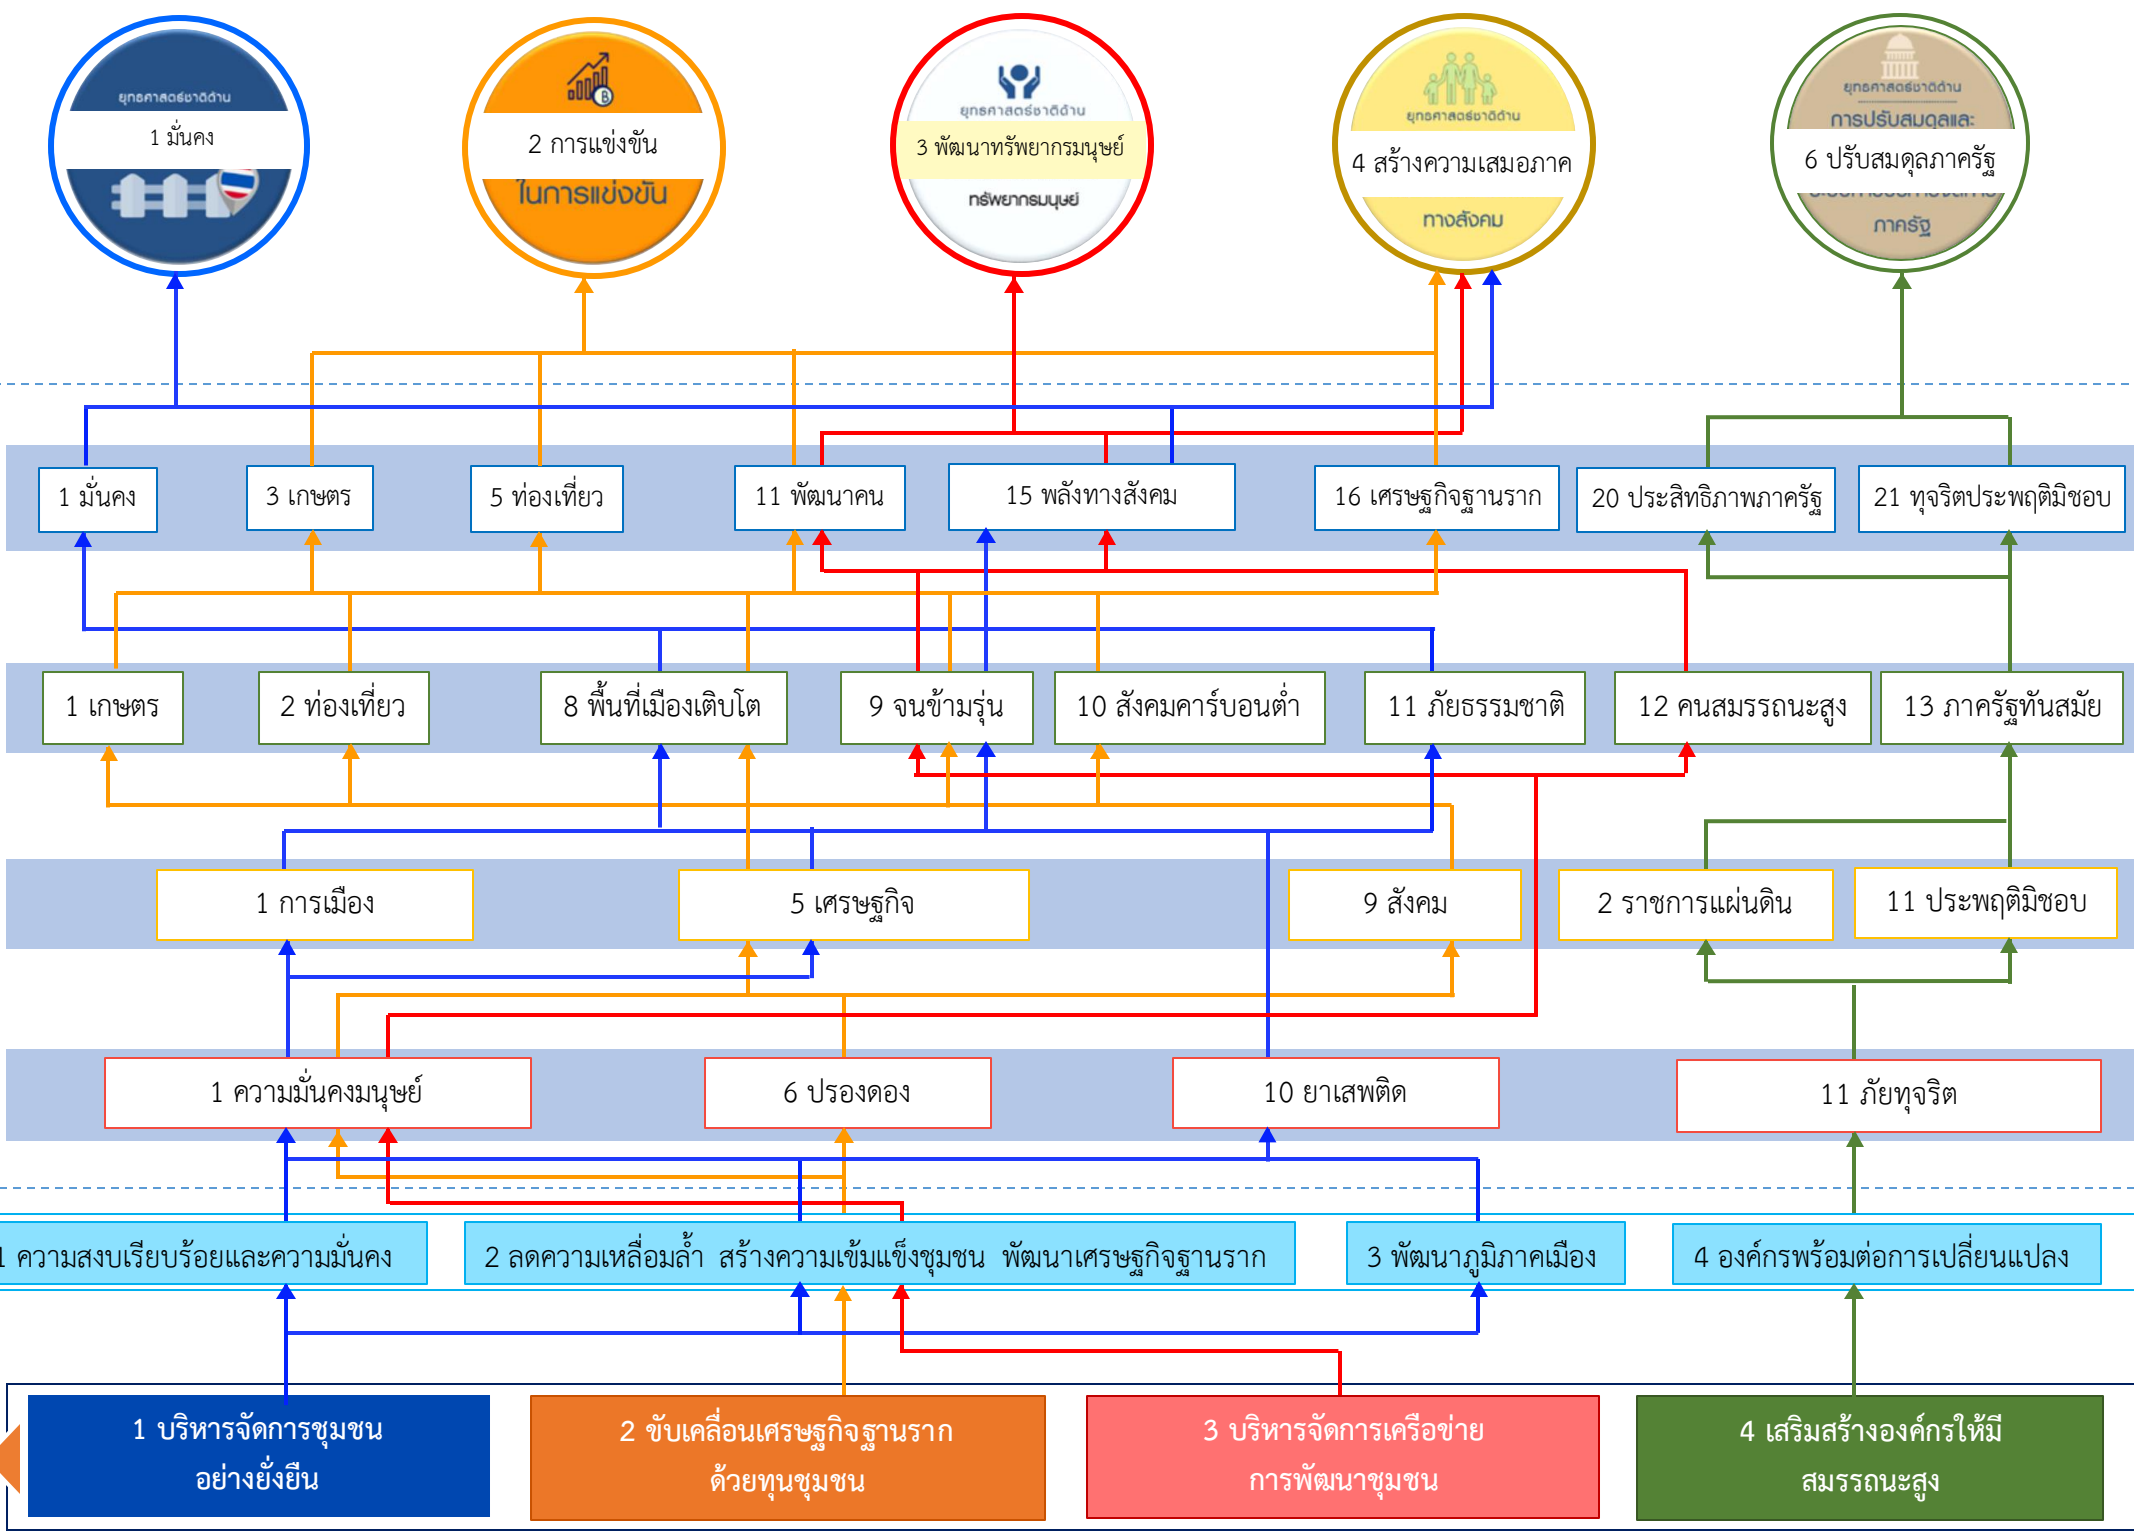 ยุทธศาสตร์ชาติด้าน
1 มั่นคง
2 การแข่งขัน
ในการแข่งขัน
ยุทธศาสตร์ชาติด้าน
3 พัฒนาทรัพยากรมนุษย์
ทรัพยากรมนุษย์
ยุทธศาสตร์ชาติด้าน
4 สร้างความเสมอภาค
ทางสังคม
ยุทธศาสตร์ชาติด้าน
การปรับสมดุลและ
6 ปรับสมดุลภาครัฐ
ภาครัฐ
1 มั่นคง
3 เกษตร
5 ท่องเที่ยว
11 พัฒนาคน
15 พลังทางสังคม
16 เศรษฐกิจฐานราก
20 ประสิทธิภาพภาครัฐ
21 ทุจริตประพฤติมิชอบ
1 เกษตร
2 ท่องเที่ยว
8 พื้นที่เมืองเติบโต
9 จนข้ามรุ่น
10 สังคมคาร์บอนต่ำ
11 ภัยธรรมชาติ
12 คนสมรรถนะสูง
13 ภาครัฐทันสมัย
1 การเมือง
5 เศรษฐกิจ
9 สังคม
2 ราชการแผ่นดิน
11 ประพฤติมิชอบ
1 ความมั่นคงมนุษย์
6 ปรองดอง
10 ยาเสพติด
11 ภัยทุจริต
1 ความสงบเรียบร้อยและความมั่นคง
2 ลดความเหลื่อมล้ำ สร้างความเข้มแข็งชุมชน พัฒนาเศรษฐกิจฐานราก
3 พัฒนาภูมิภาคเมือง
4 องค์กรพร้อมต่อการเปลี่ยนแปลง
1 บริหารจัดการชุมชน
อย่างยั่งยืน
2 ขับเคลื่อนเศรษฐกิจฐานราก
ด้วยทุนชุมชน
3 บริหารจัดการเครือข่าย
การพัฒนาชุมชน
4 เสริมสร้างองค์กรให้มี
สมรรถนะสูง